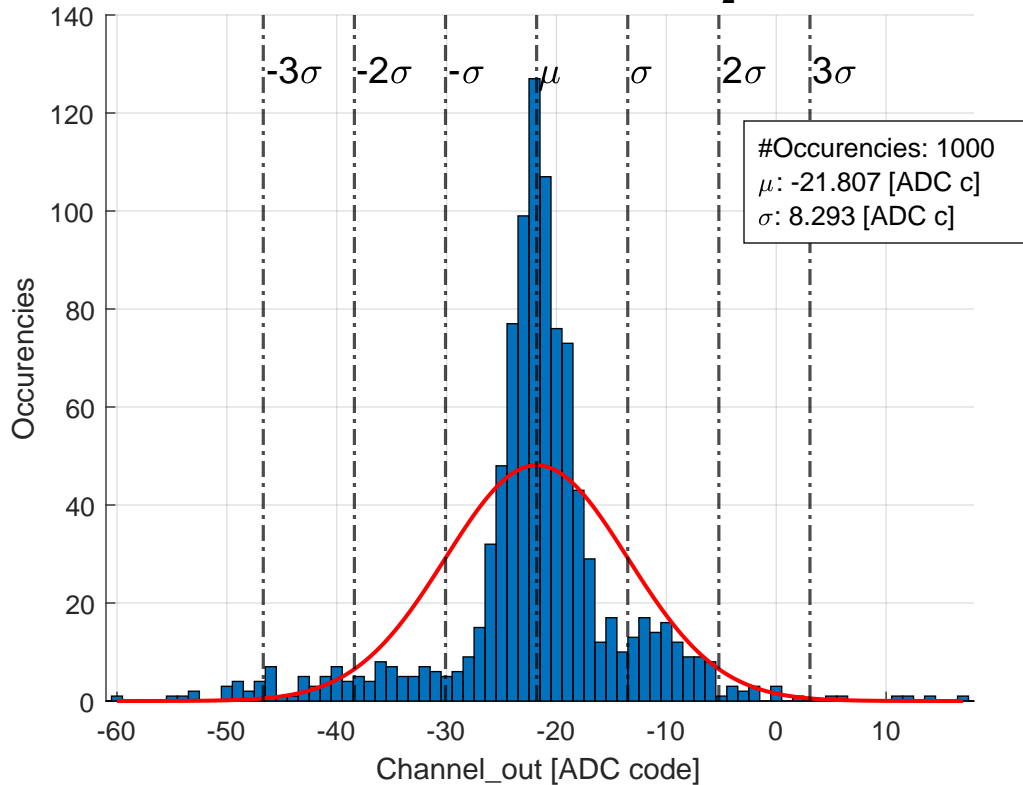 140
120
100
80
60
40
20
0
Occurencies
-3σ -2σ -σ μ σ 2σ 3σ
#Occurencies: 1000
μ: -21.807 [ADC c]
σ: 8.293 [ADC c]
-60 -50 -40 -30 -20 -10 0 10
Channel_out [ADC code]